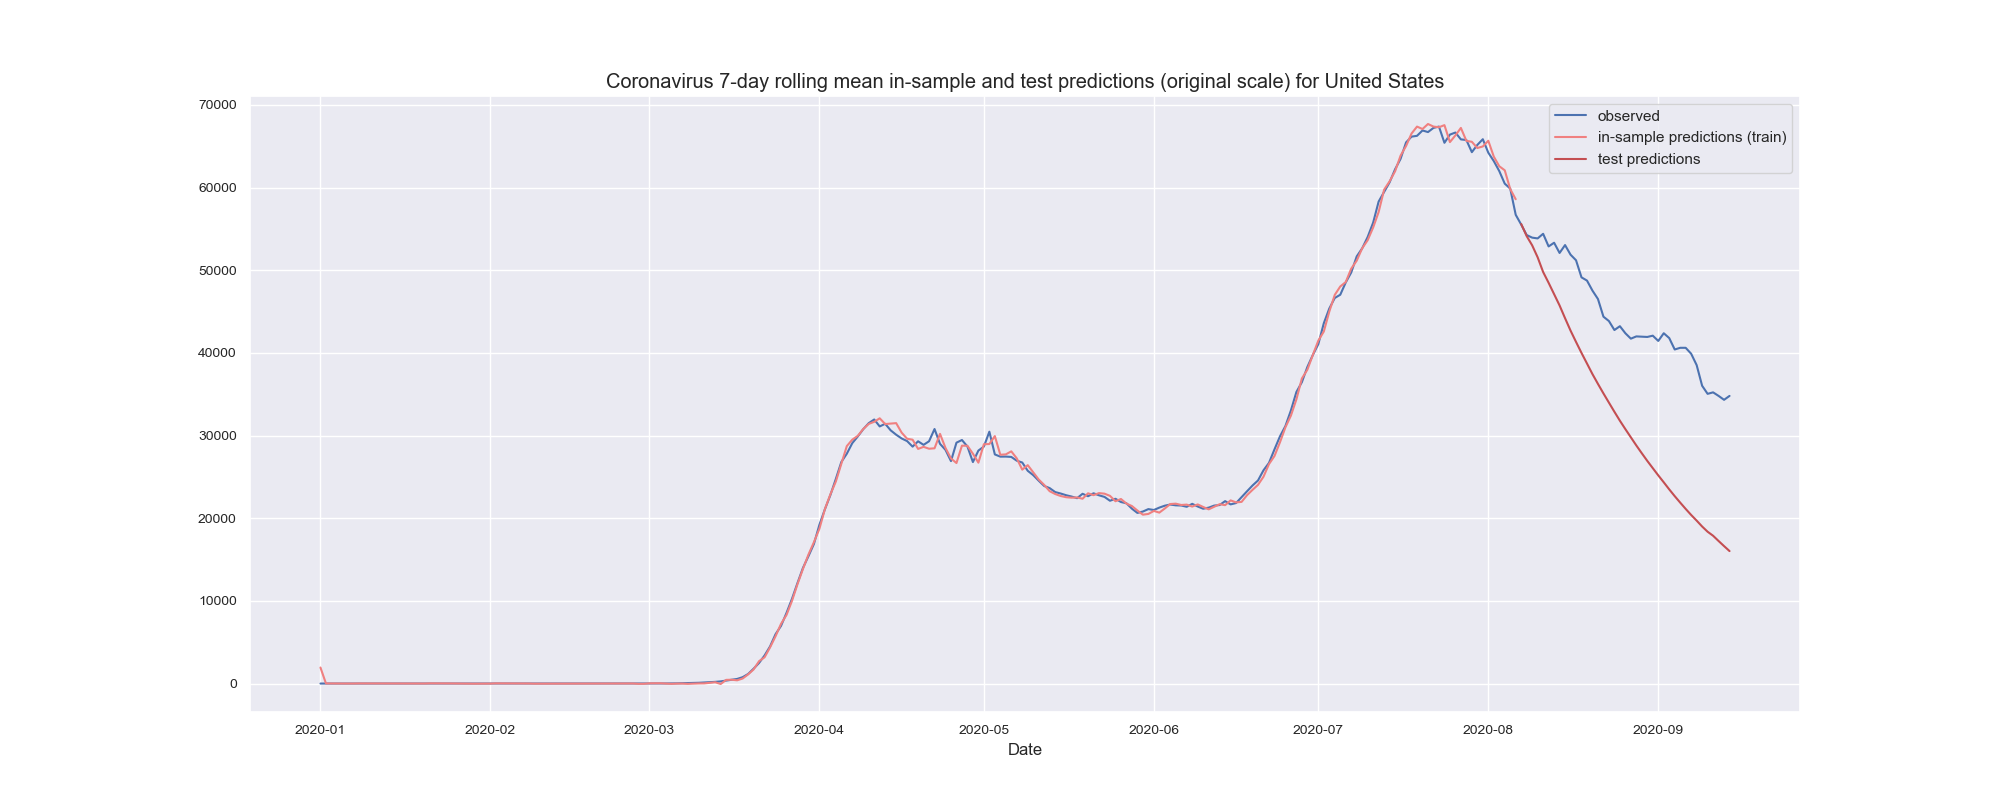 Coronavirus 7-day rolling mean in-sample and test predictions (original scale) for United States
70000
60000
50000
40000
30000
20000
10000
0
observed
in-sample predictions (train)
test predictions
2020-01 2020-02 2020-03 2020-04 2020-05 2020-06 2020-07 2020-08 2020-09
Date